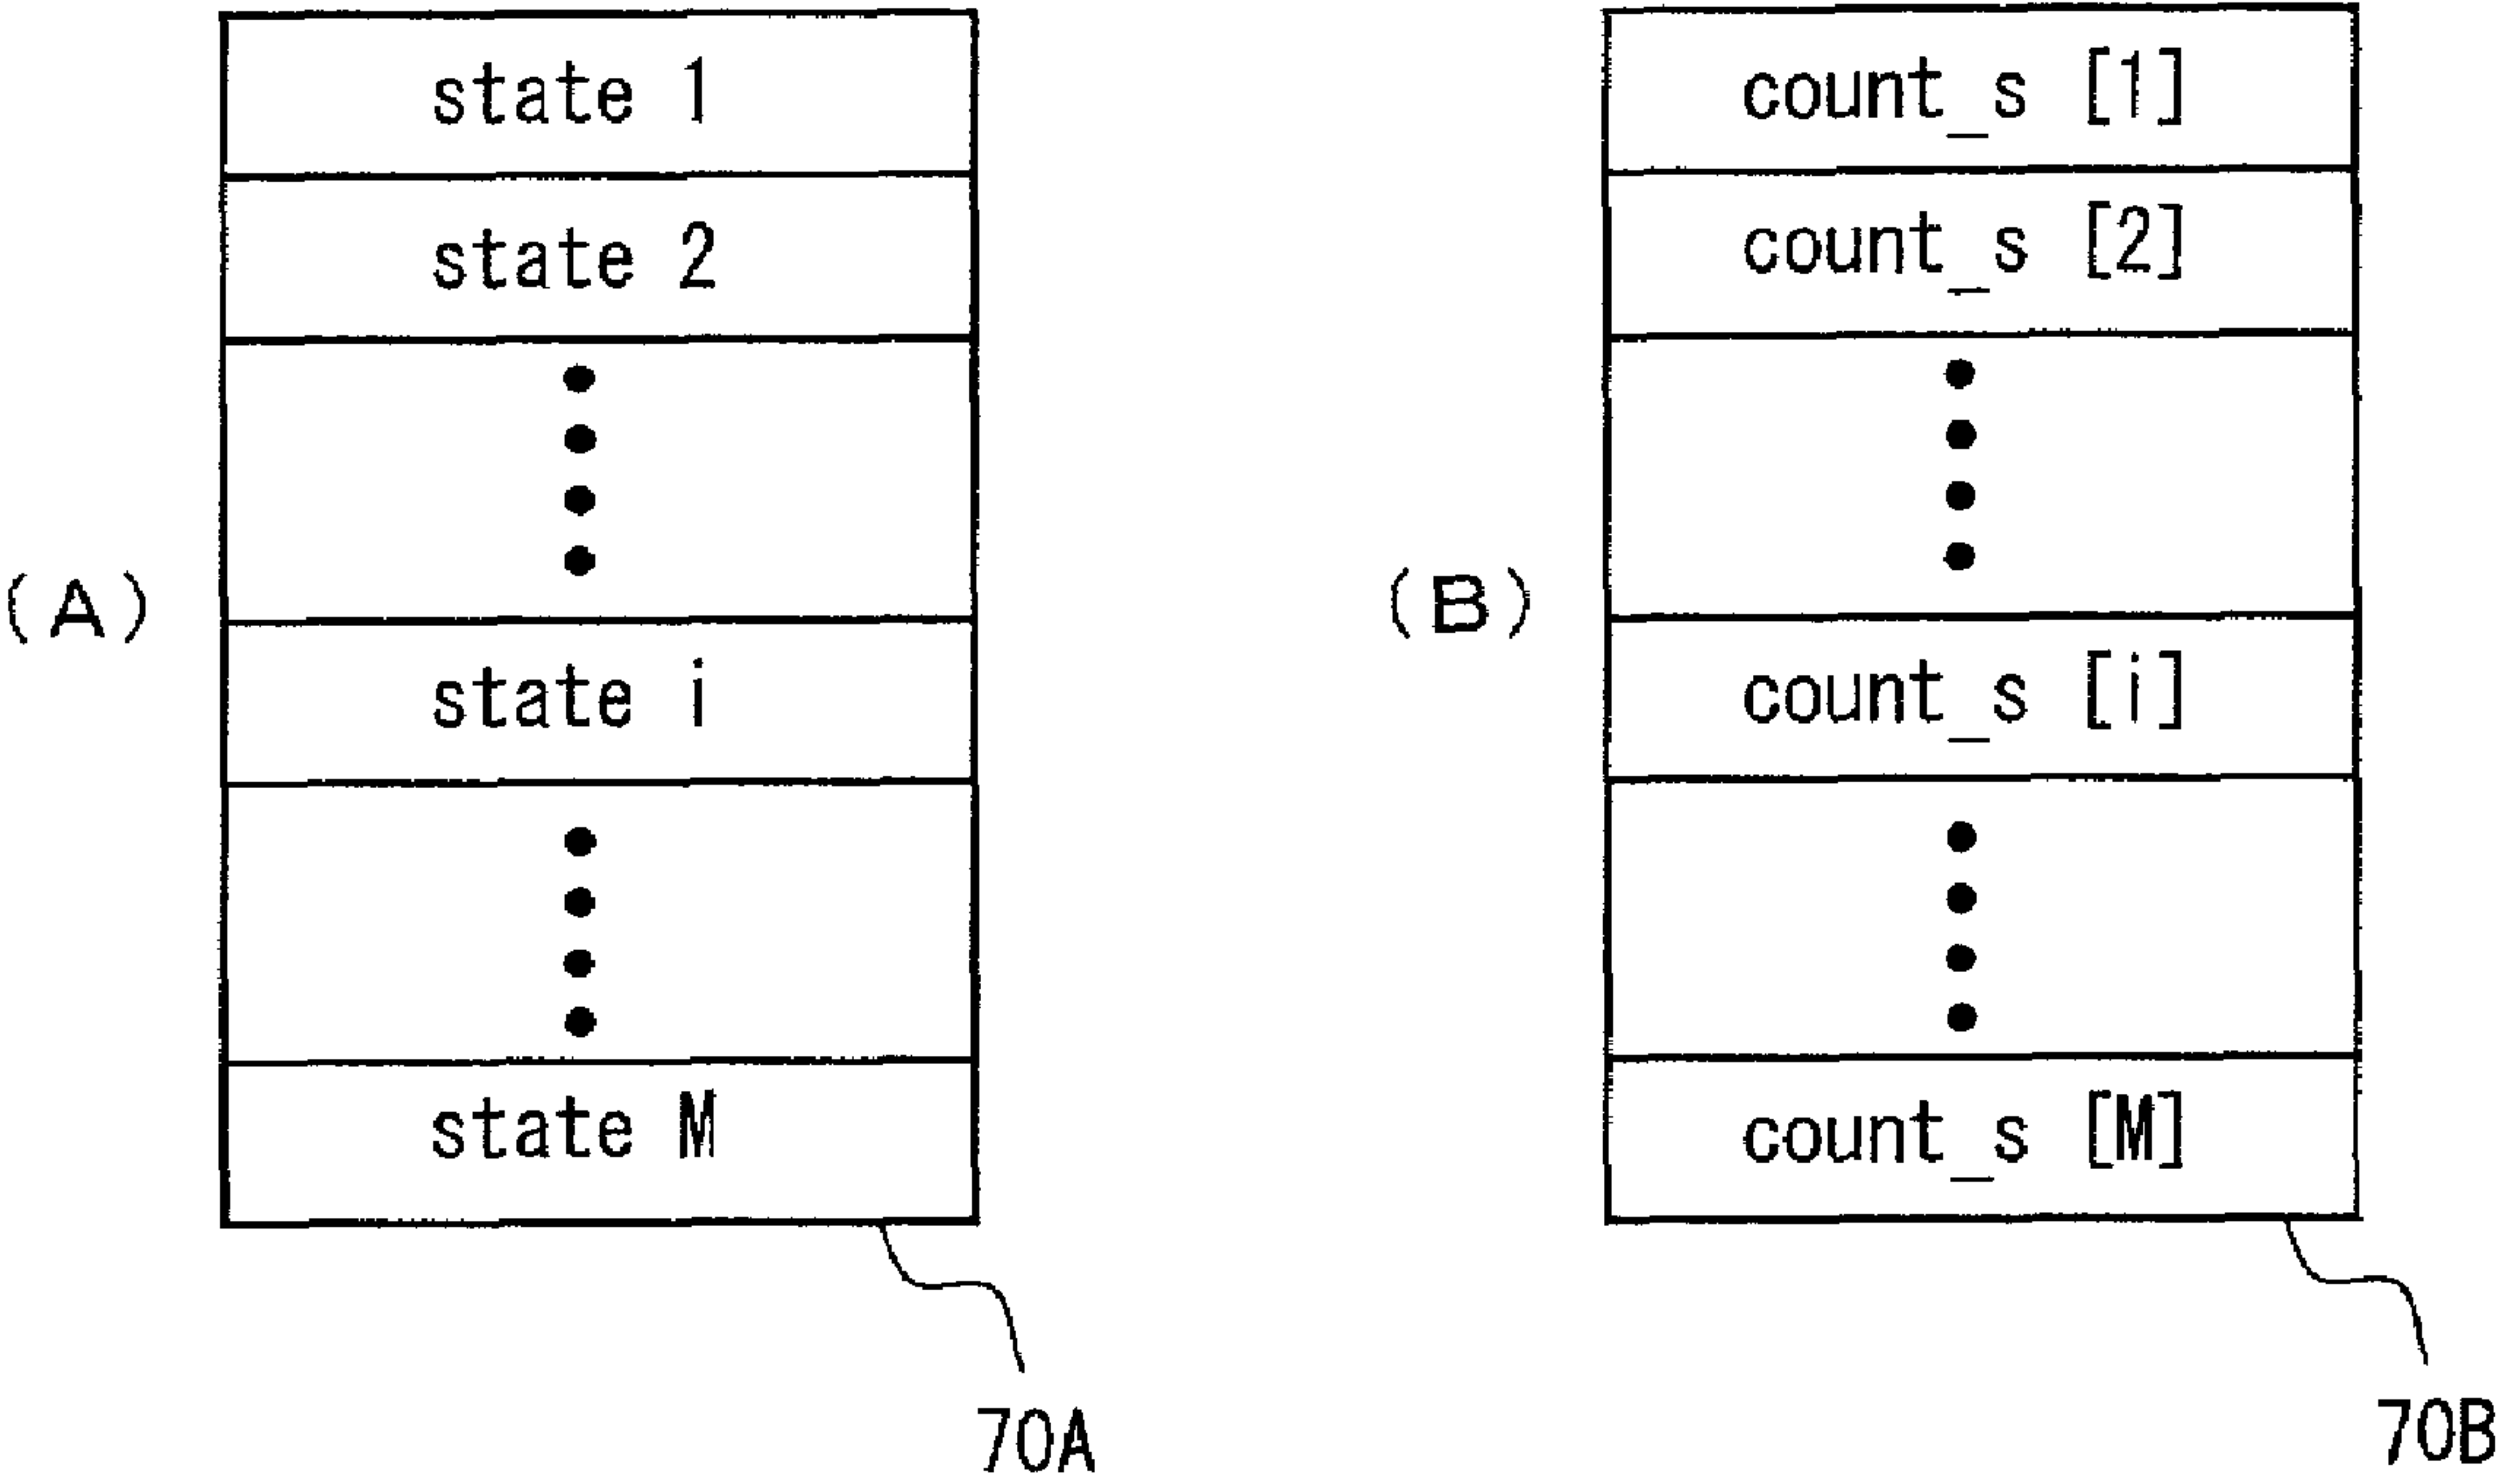 (A)
state 1
state 2
state i
state M
70A
(B)
count_s [1]
count_s [2]
count_s [i]
count_s [M]
70B